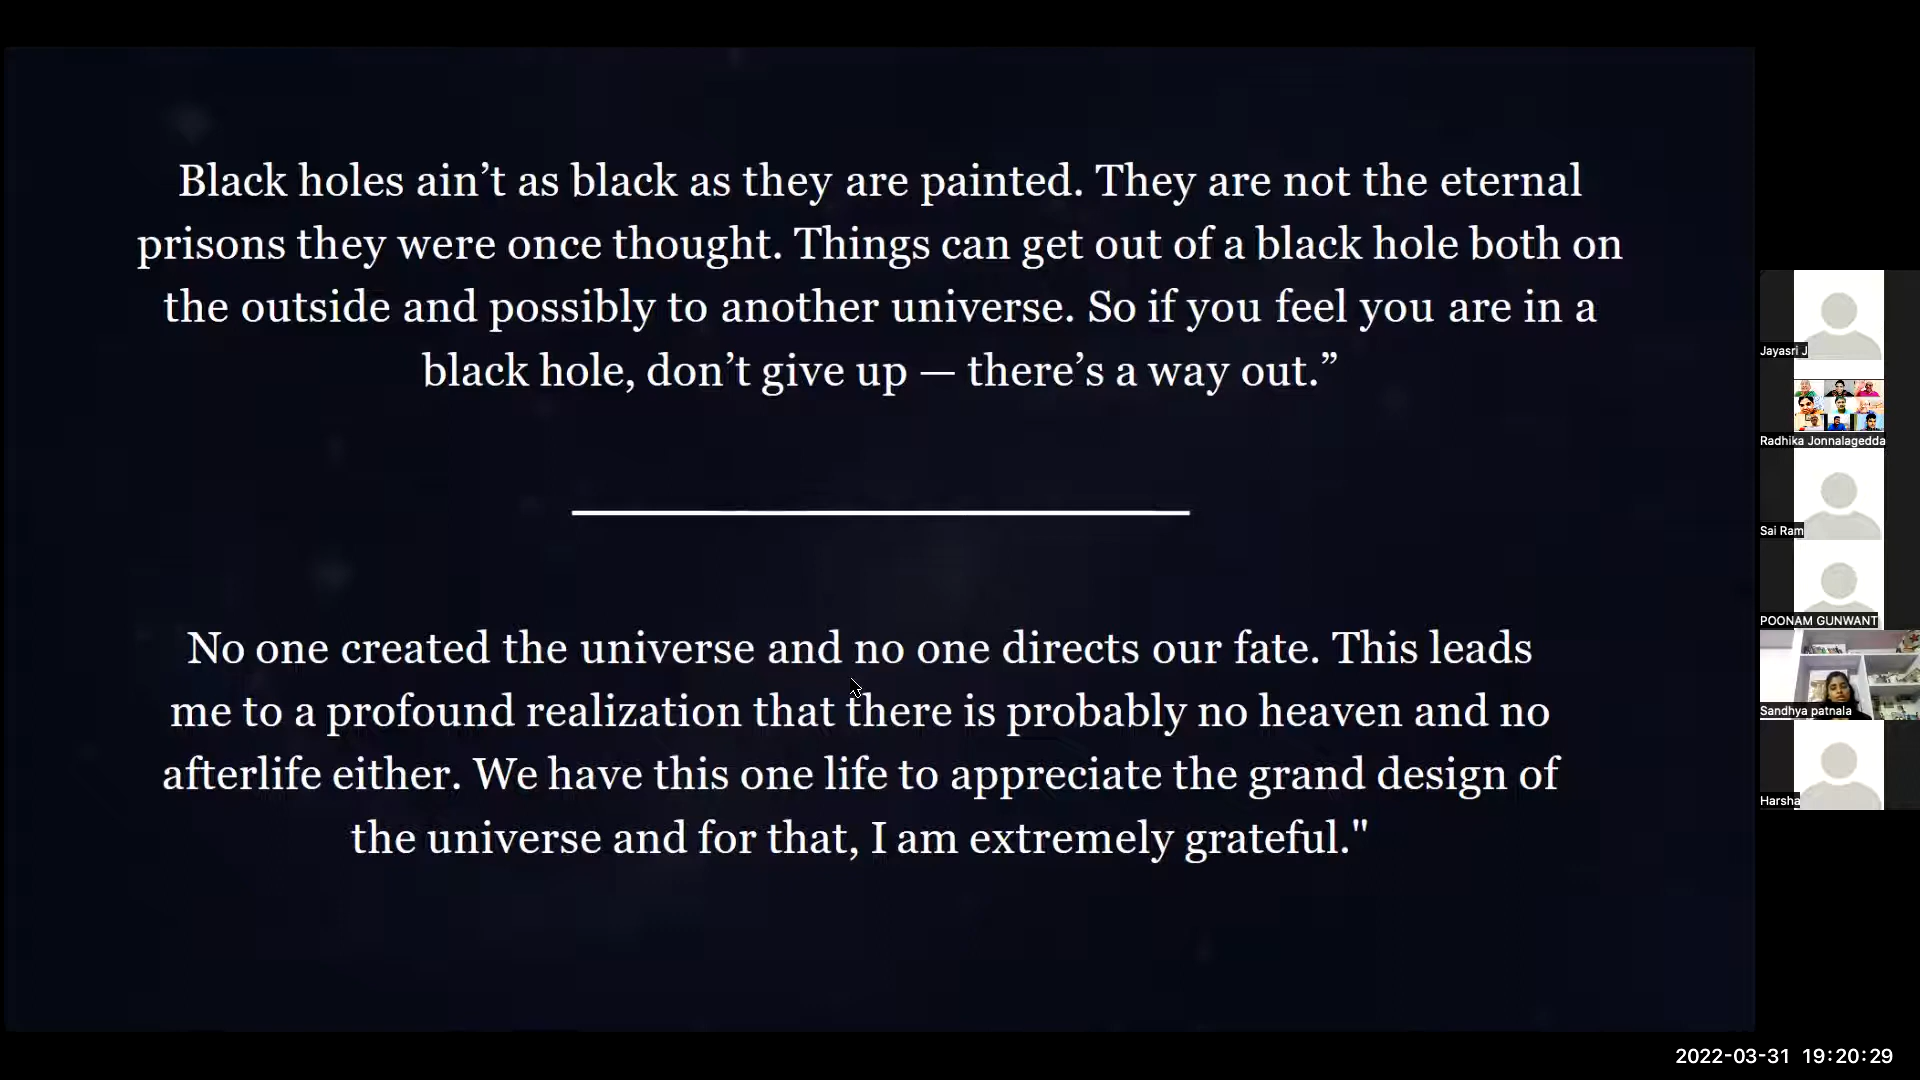 Black holes ain’t as black as they are painted. They are not the eternal
prisons they were once thought. Things can get out of a black hole both on
the outside and possibly to another universe. So if you feel you are in a
black hole, don’t give up — there’s a way out.”
No one created the universe and no one directs our fate. This leads
me to a profound realization that there is probably no heaven and no
afterlife either. We have this one life to appreciate the grand design of
the universe and for that, I am extremely grateful."
Jayasri J
Radhika Jonnalagedda
Sai Ram
POONAM GUNWANT
Sandhya patnala
Harsha
2022-03-31 19:20:29